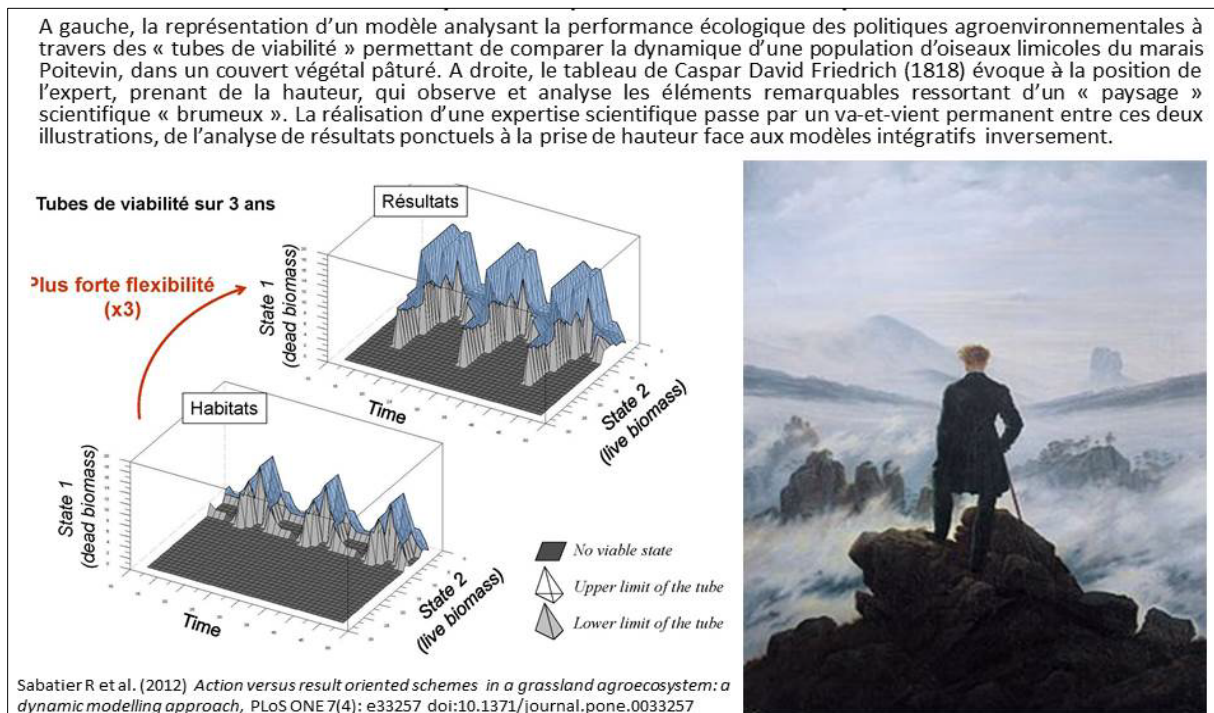 A gauche, la représentation d'un modèle analysant la performance écologique des politiques agroenvironnementales à
travers des « tubes de viabilité » permettant de comparer la dynamique d'une population d'oiseaux limicoles du marais
Poitevin, dans un couvert végétal pâturé. A droite, le tableau de Caspar David Friedrich (1818) évoque à la position de
l'expert, prenant de la hauteur, qui observe et analyse les éléments remarquables ressortant d'un « paysage »
scientifique « brumeux ». La réalisation d'une expertise scientifique passe par un va-et-vient permanent entre ces deux
illustrations, de l'analyse de résultats ponctuels à la prise de hauteur face aux modèles intégratifs inversement.
Tubes de viabilité sur 3 ans
Résultats
Plus forte flexibilité
(x3)
State 1
(dead biomass)
Time
State 2
(live biomass)
Habitats
State 1
(dead biomass)
Time
State 2
(live biomass)
No viable state
Upper limit of the tube
Lower limit of the tube
Sabatier R et al. (2012) Action versus result oriented schemes in a grassland agroecosystem: a
dynamic modelling approach, PLoS ONE 7(4): e33257 doi:10.1371/journal.pone.0033257